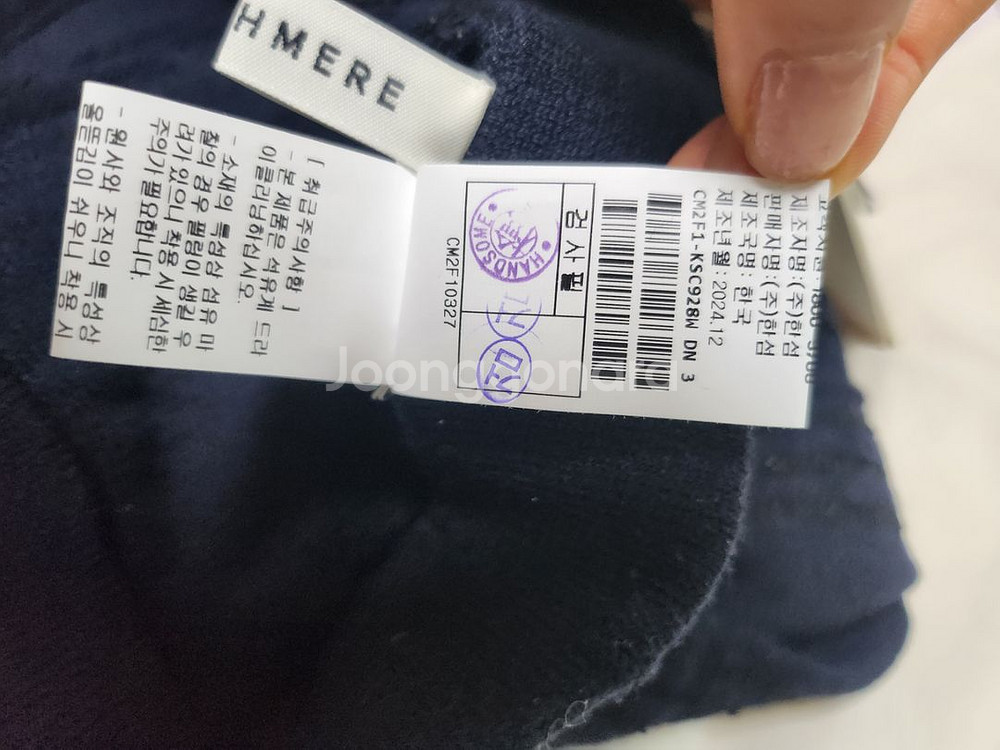 HMERE
[ 취급주의사항 ]
- 본 제품은 석유계 드라
이클리닝하십시오.
- 소재의 특성상 섬유 마
찰의 경우 필링이 생길 우
려가 있으니 착용 시 세심한
주의가 필요합니다.
- 원사와 조직의 특성상
올 뜯김이 쉬우니 착용 시
제조자명:(주)한섬
판매자명:(주)한섬
제조국명: 한국
제조년월: 2024.12
CM2F1-KSC928W DN 3
검 사 필
HANDSOME
CM2F10327
Joong